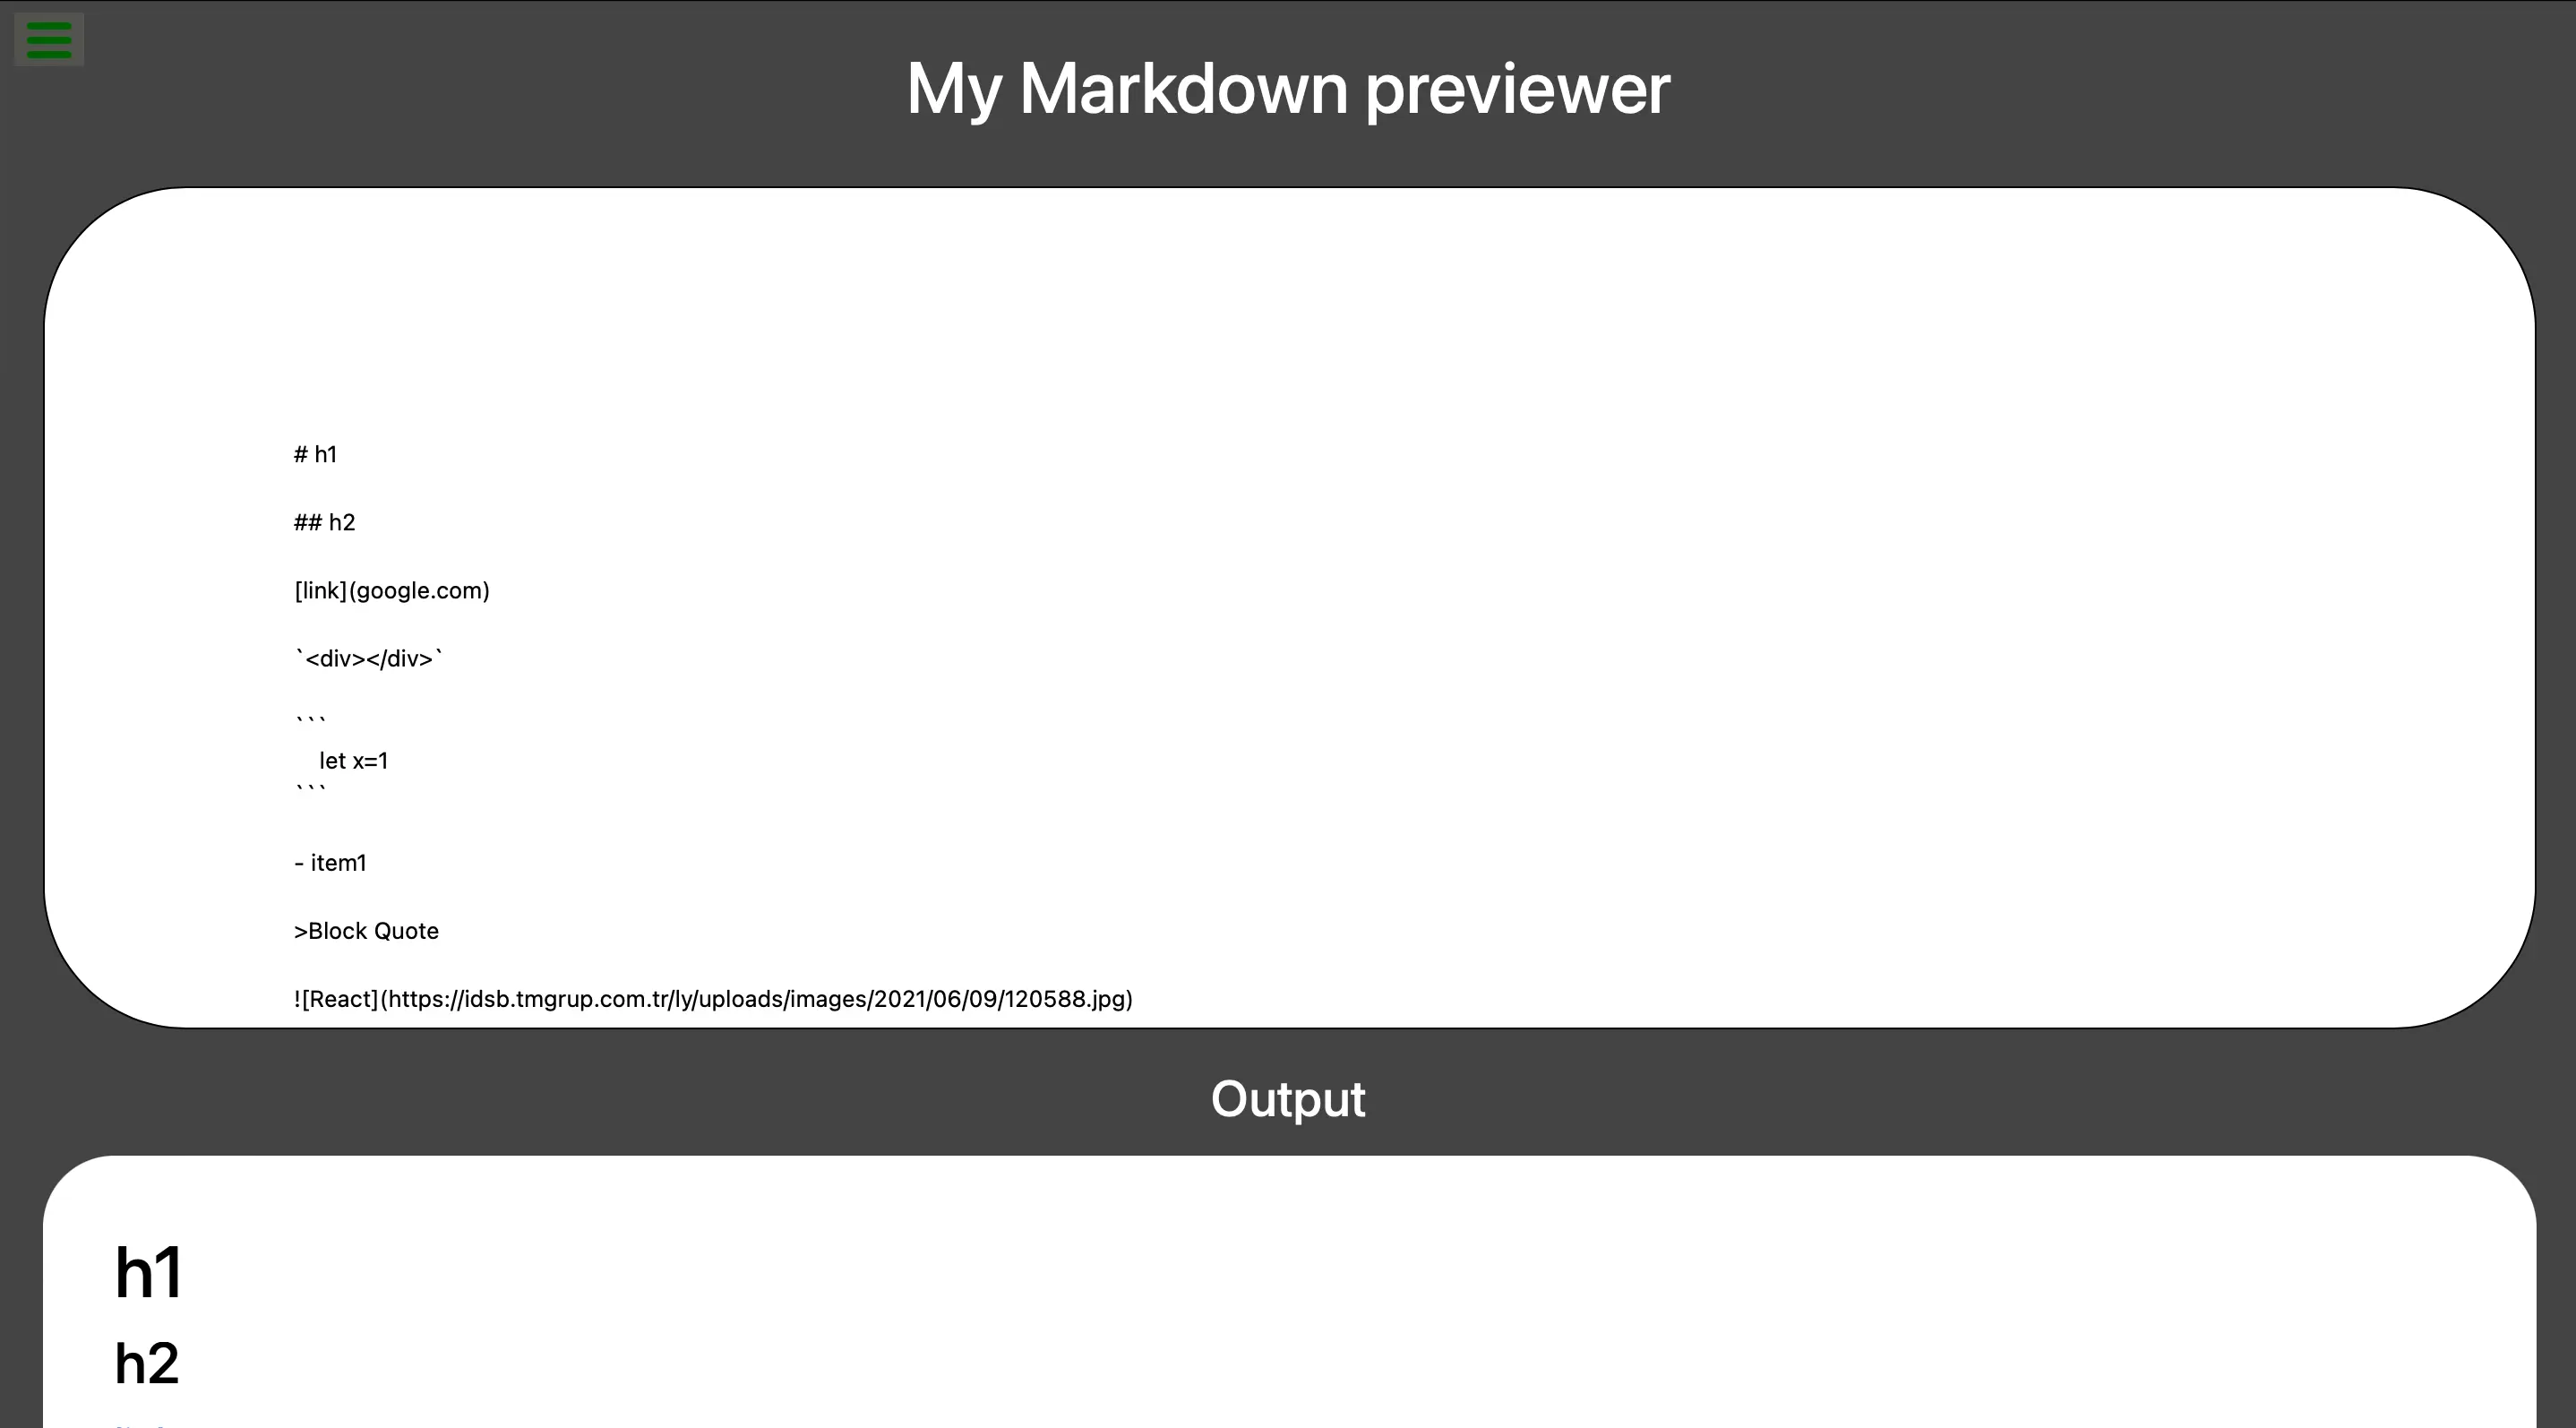 My Markdown previewer
# h1
## h2
[link](google.com)
`<div></div>`
```
let x=1
```
- item1
>Block Quote
![React](https://idsb.tmgrup.com.tr/ly/uploads/images/2021/06/09/120588.jpg)
Output
h1
h2